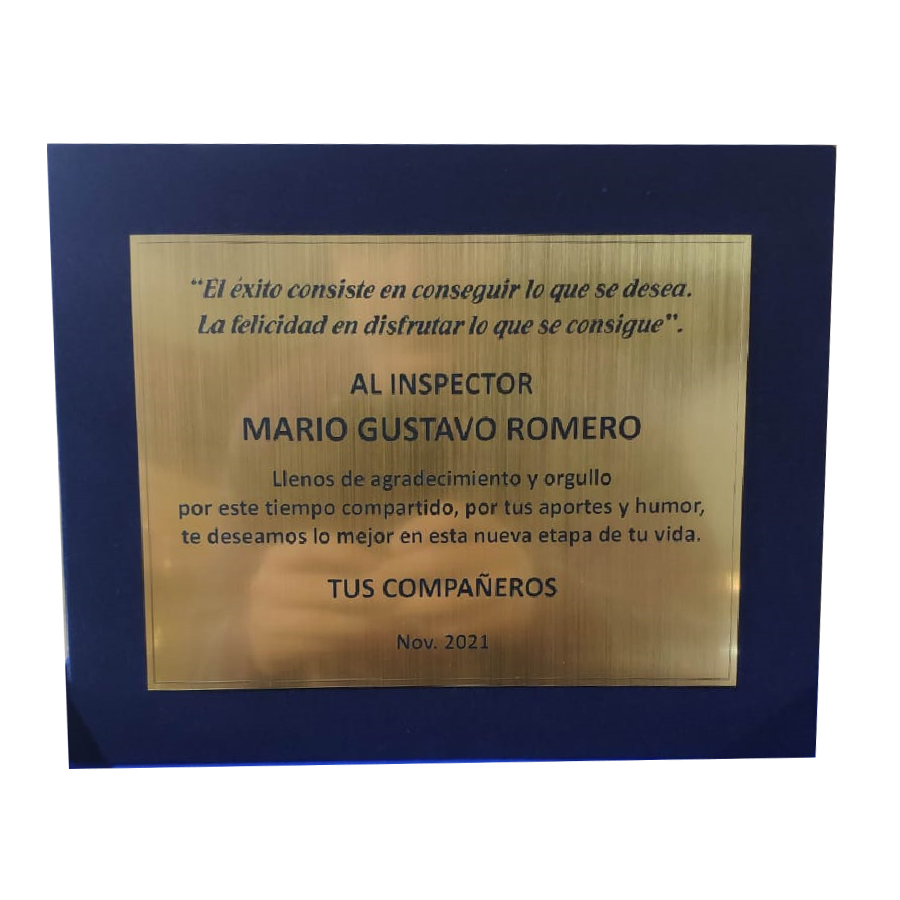 “El éxito consiste en conseguir lo que se desea.
La felicidad en disfrutar lo que se consigue”.
AL INSPECTOR
MARIO GUSTAVO ROMERO
Llenos de agradecimiento y orgullo
por este tiempo compartido, por tus aportes y humor,
te deseamos lo mejor en esta nueva etapa de tu vida.
TUS COMPAÑEROS
Nov. 2021